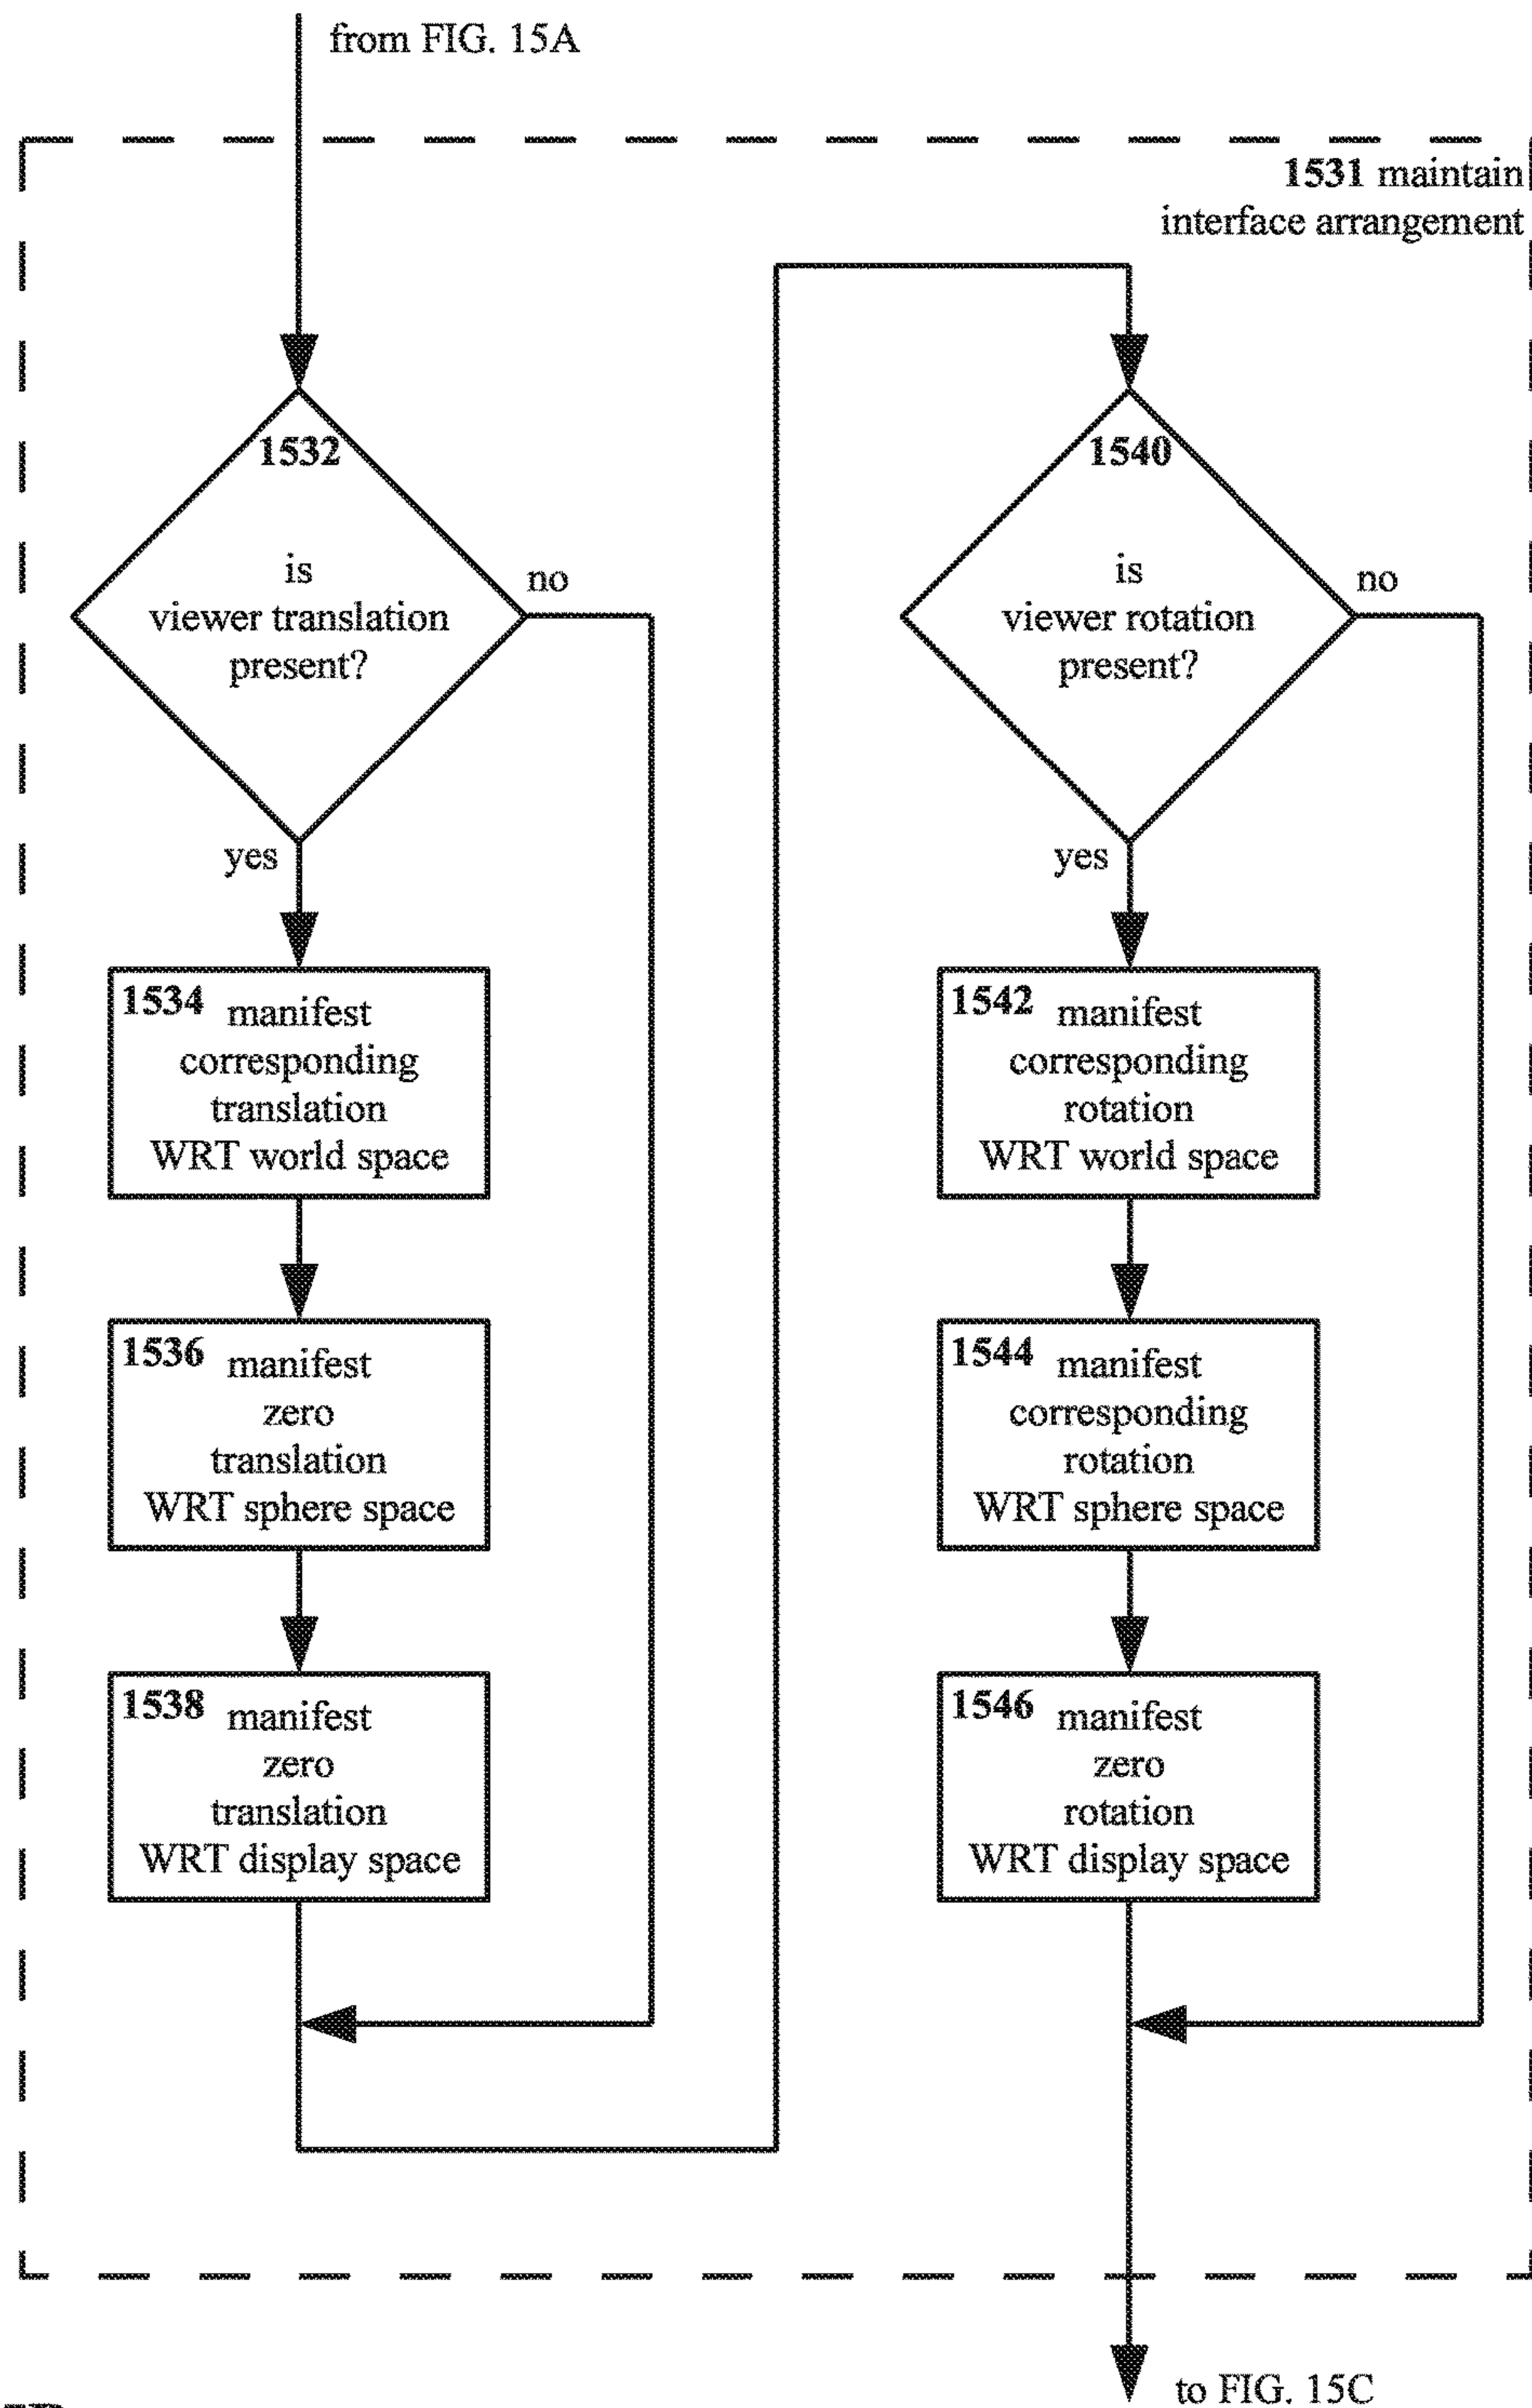 from FIG. 15A
1531 maintain
interface arrangement
1532
is
viewer translation
present?
no
yes
1534 manifest
corresponding
translation
WRT world space
1536 manifest
zero
translation
WRT sphere space
1538 manifest
zero
translation
WRT display space
1540
is
viewer rotation
present?
no
yes
1542 manifest
corresponding
rotation
WRT world space
1544 manifest
corresponding
rotation
WRT sphere space
1546 manifest
zero
rotation
WRT display space
to FIG. 15C